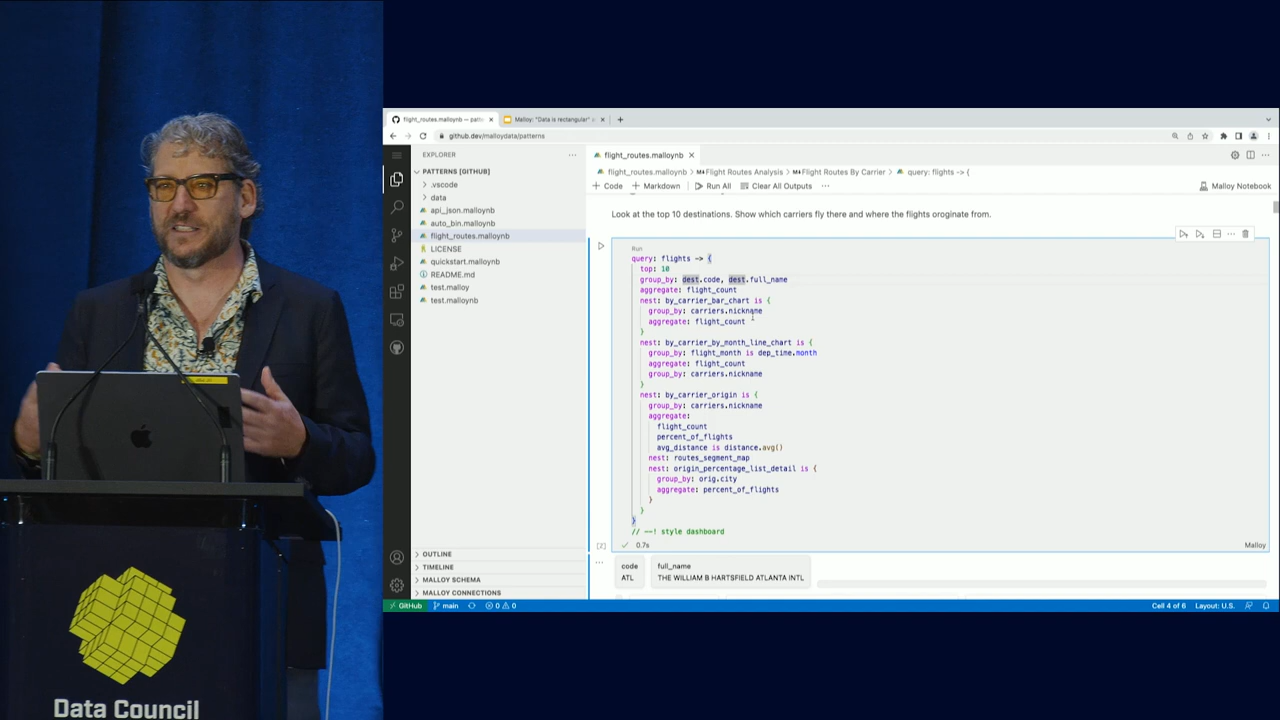 flight_routes.malloynb — patte
Malloy: "Data is rectangular" a
github.dev/malloydata/patterns
EXPLORER
PATTERNS [GITHUB]
.vscode
data
api_json.malloynb
auto_bin.malloynb
flight_routes.malloynb
LICENSE
quickstart.malloynb
README.md
test.malloy
test.malloynb
OUTLINE
TIMELINE
MALLOY SCHEMA
MALLOY CONNECTIONS
flight_routes.malloynb
flight_routes.malloynb > Flight Routes Analysis > Flight Routes By Carrier > query: flights -> {
+ Code + Markdown Run All Clear All Outputs ... Malloy Notebook
Look at the top 10 destinations. Show which carriers fly there and where the flights oroginate from.
Run
query: flights -> {
top: 10
group_by: dest.code, dest.full_name
aggregate: flight_count
nest: by_carrier_bar_chart is {
group_by: carriers.nickname
aggregate: flight_count
}
nest: by_carrier_by_month_line_chart is {
group_by: flight_month is dep_time.month
aggregate: flight_count
group_by: carriers.nickname
}
nest: by_carrier_origin is {
group_by: carriers.nickname
aggregate:
flight_count
percent_of_flights
avg_distance is distance.avg()
nest: routes_segment_map
nest: origin_percentage_list_detail is {
group_by: orig.city
aggregate: percent_of_flights
}
}
}
// --! style dashboard
[2] 0.7s Malloy
code full_name
ATL THE WILLIAM B HARTSFIELD ATLANTA INTL
GitHub main 0 0 Cell 4 of 6 Layout: U.S.
Data Council